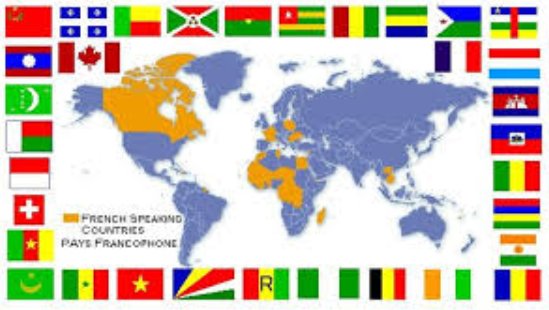 FRENCH SPEAKING
COUNTRIES
PAYS FRANCOPHONE
R